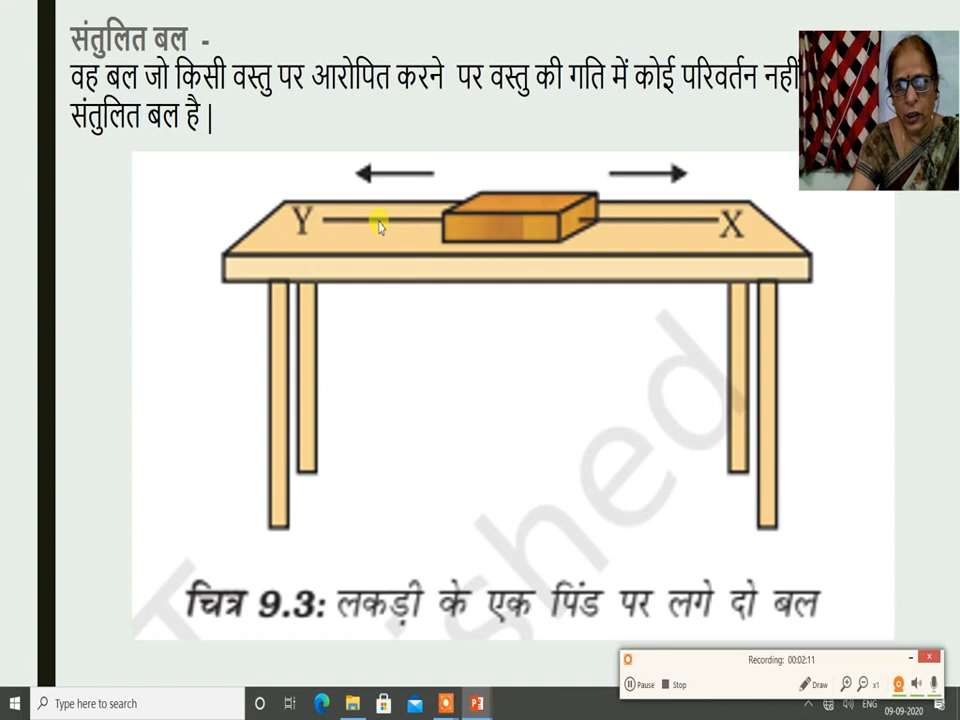 संतुलित बल -
वह बल जो किसी वस्तु पर आरोपित करने पर वस्तु की गति में कोई परिवर्तन नहीं
संतुलित बल है |
Y
X
चित्र 9.3: लकड़ी के एक पिंड पर लगे दो बल
shed
Recording: 00:02:11
Pause
Stop
Draw
x1
Type here to search
ENG
09-09-2020